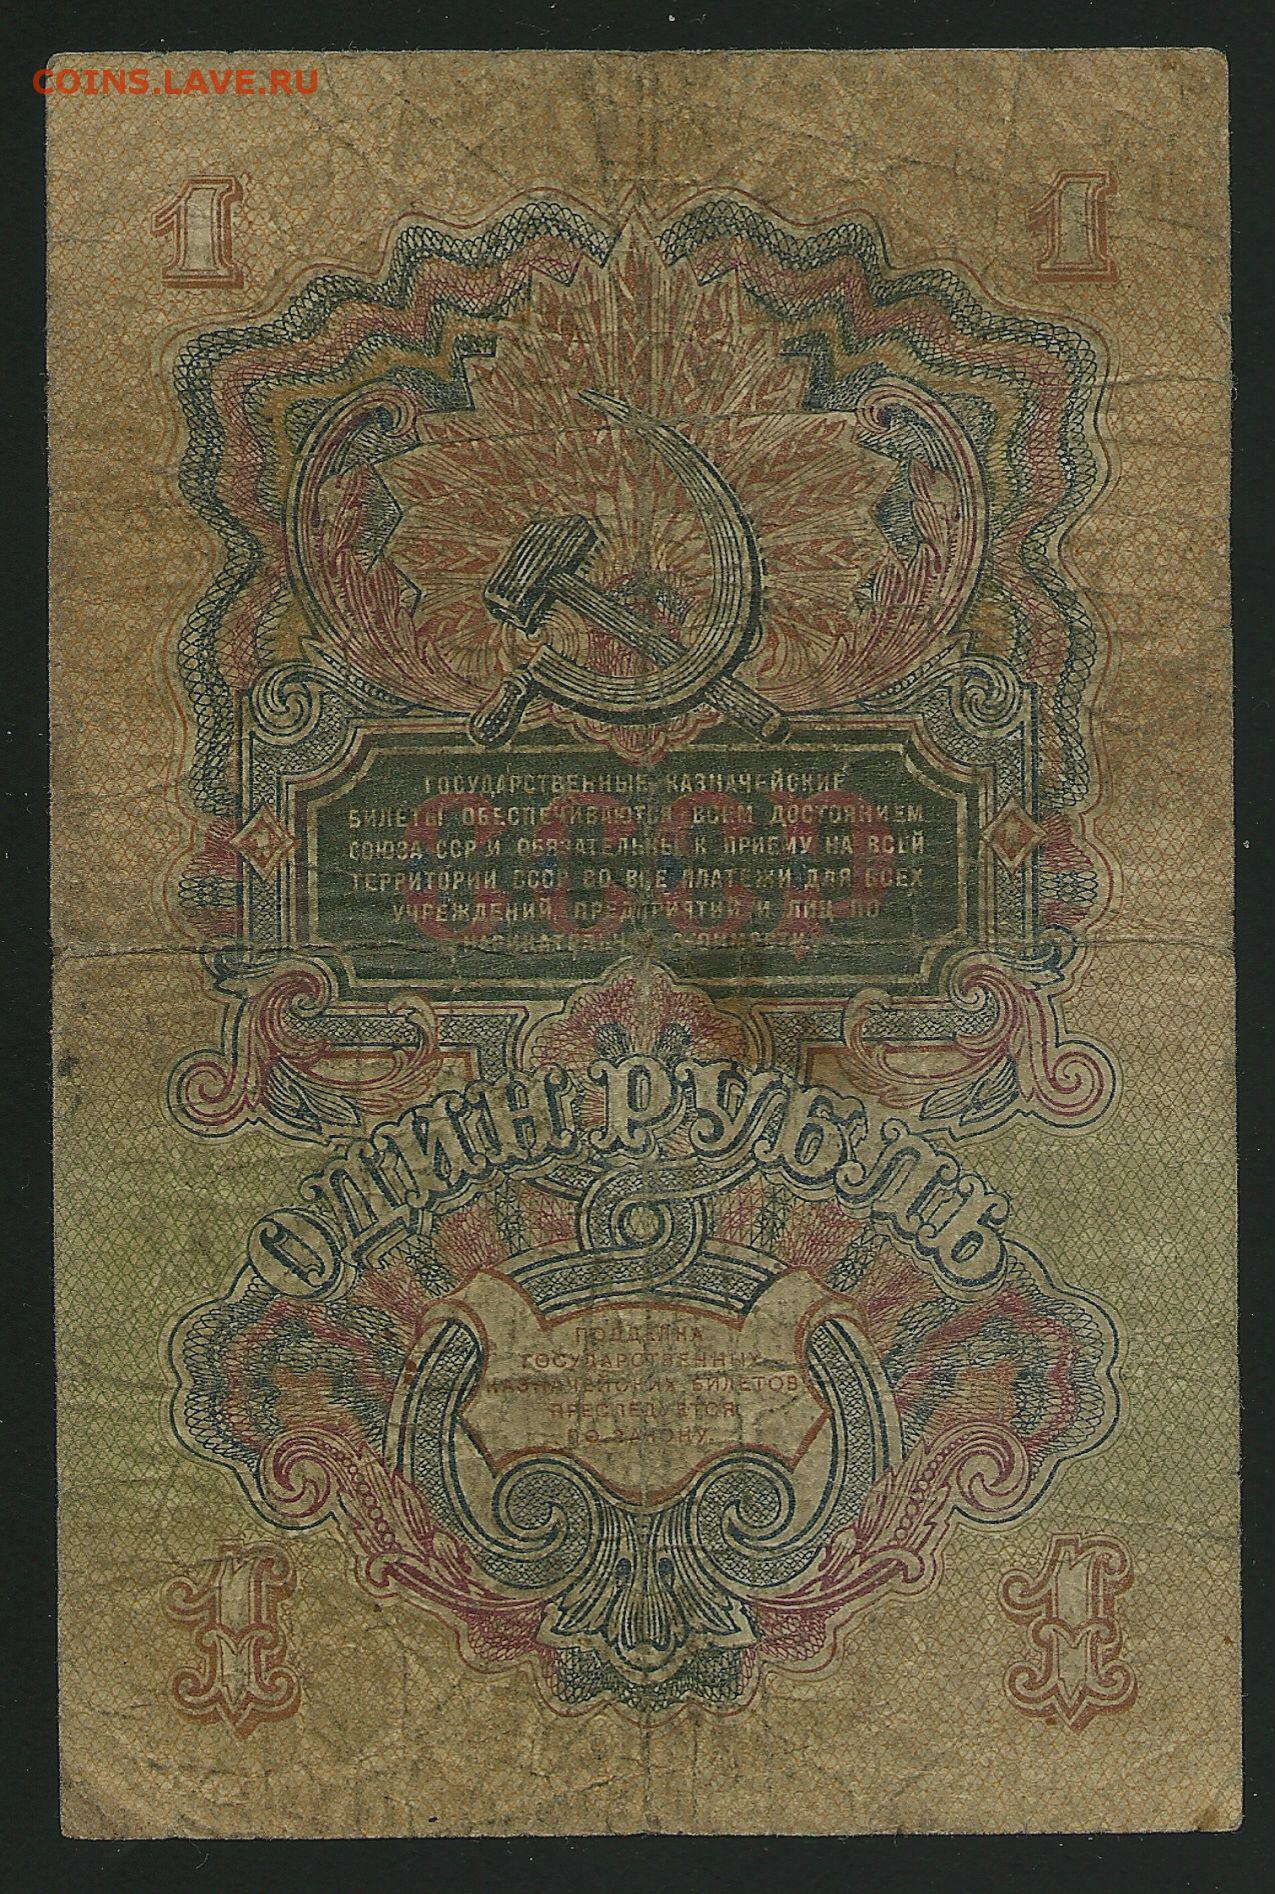 COINS.LAVE.RU
1 1
ГОСУДАРСТВЕННЫЕ КАЗНАЧЕЙСКИЕ
БИЛЕТЫ ОБЕСПЕЧИВАЮТСЯ ВСЕМ ДОСТОЯНИЕМ
СОЮЗА ССР И ОБЯЗАТЕЛЬНЫ К ПРИЕМУ НА ВСЕЙ
ТЕРРИТОРИИ СССР ВО ВСЕ ПЛАТЕЖИ ДЛЯ ВСЕХ
УЧРЕЖДЕНИЙ, ПРЕДПРИЯТИЙ И ЛИЦ ПО
СССР
ОДИН РУБЛЬ
ПОДДЕЛКА
ГОСУДАРСТВЕННЫХ
КАЗНАЧЕЙСКИХ БИЛЕТОВ
ПРЕСЛЕДУЕТСЯ
ПО ЗАКОНУ.
1 1